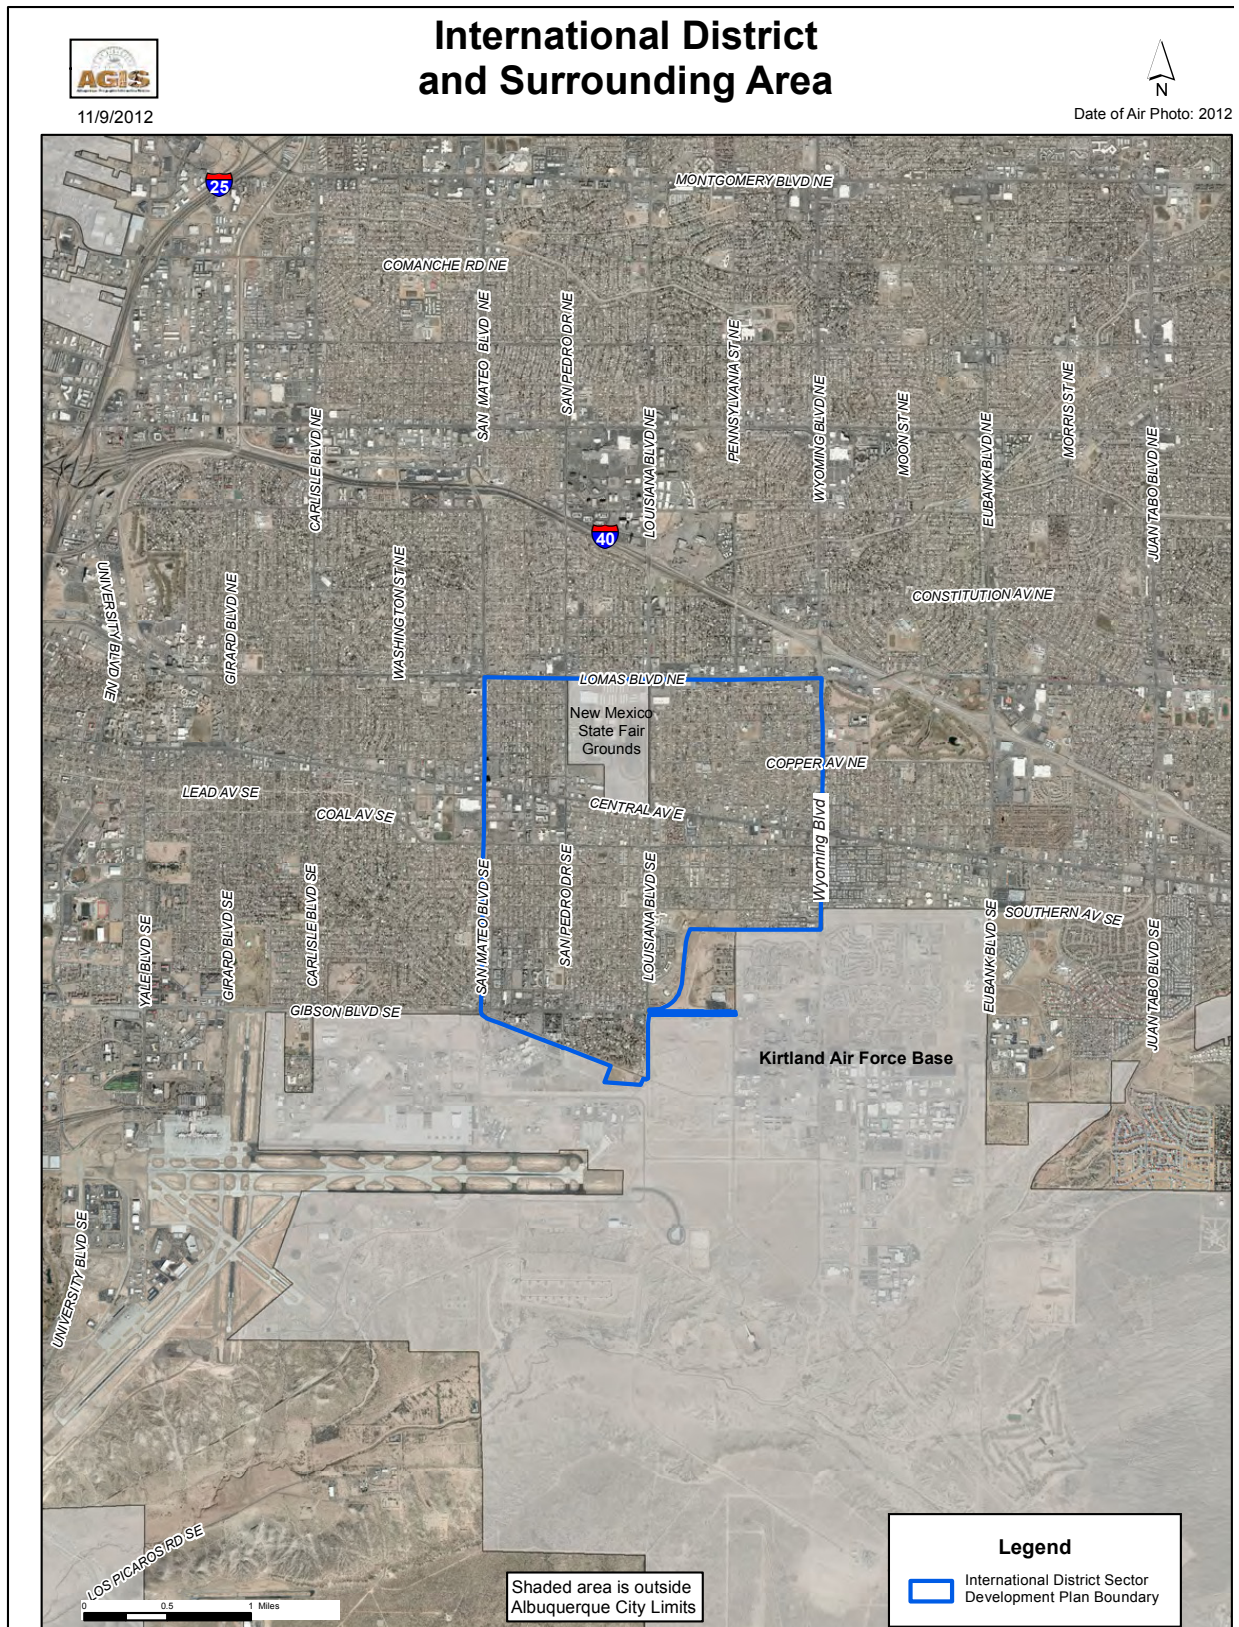 International District
and Surrounding Area
AGIS
11/9/2012
N
Date of Air Photo: 2012
25
MONTGOMERY BLVD NE
COMANCHE RD NE
SAN MATEO BLVD NE
SAN PEDRO DR NE
PENNSYLVANIA ST NE
WYOMING BLVD NE
MOON ST NE
MORRIS ST NE
CARLISLE BLVD NE
LOUISIANA BLVD NE
EUBANK BLVD NE
JUAN TABO BLVD NE
40
UNIVERSITY BLVD NE
GIRARD BLVD NE
WASHINGTON ST NE
CONSTITUTION AV NE
LOMAS BLVD NE
New Mexico
State Fair
Grounds
COPPER AV NE
LEAD AV SE
COAL AV SE
CENTRAL AV E
Wyoming Blvd
YALE BLVD SE
GIRARD BLVD SE
CARLISLE BLVD SE
SAN MATEO BLVD SE
SAN PEDRO DR SE
LOUISIANA BLVD SE
EUBANK BLVD SE
SOUTHERN AV SE
JUAN TABO BLVD SE
GIBSON BLVD SE
Kirtland Air Force Base
UNIVERSITY BLVD SE
LOS PICAROS RD SE
0 0.5 1 Miles
Shaded area is outside
Albuquerque City Limits
Legend
International District Sector
Development Plan Boundary